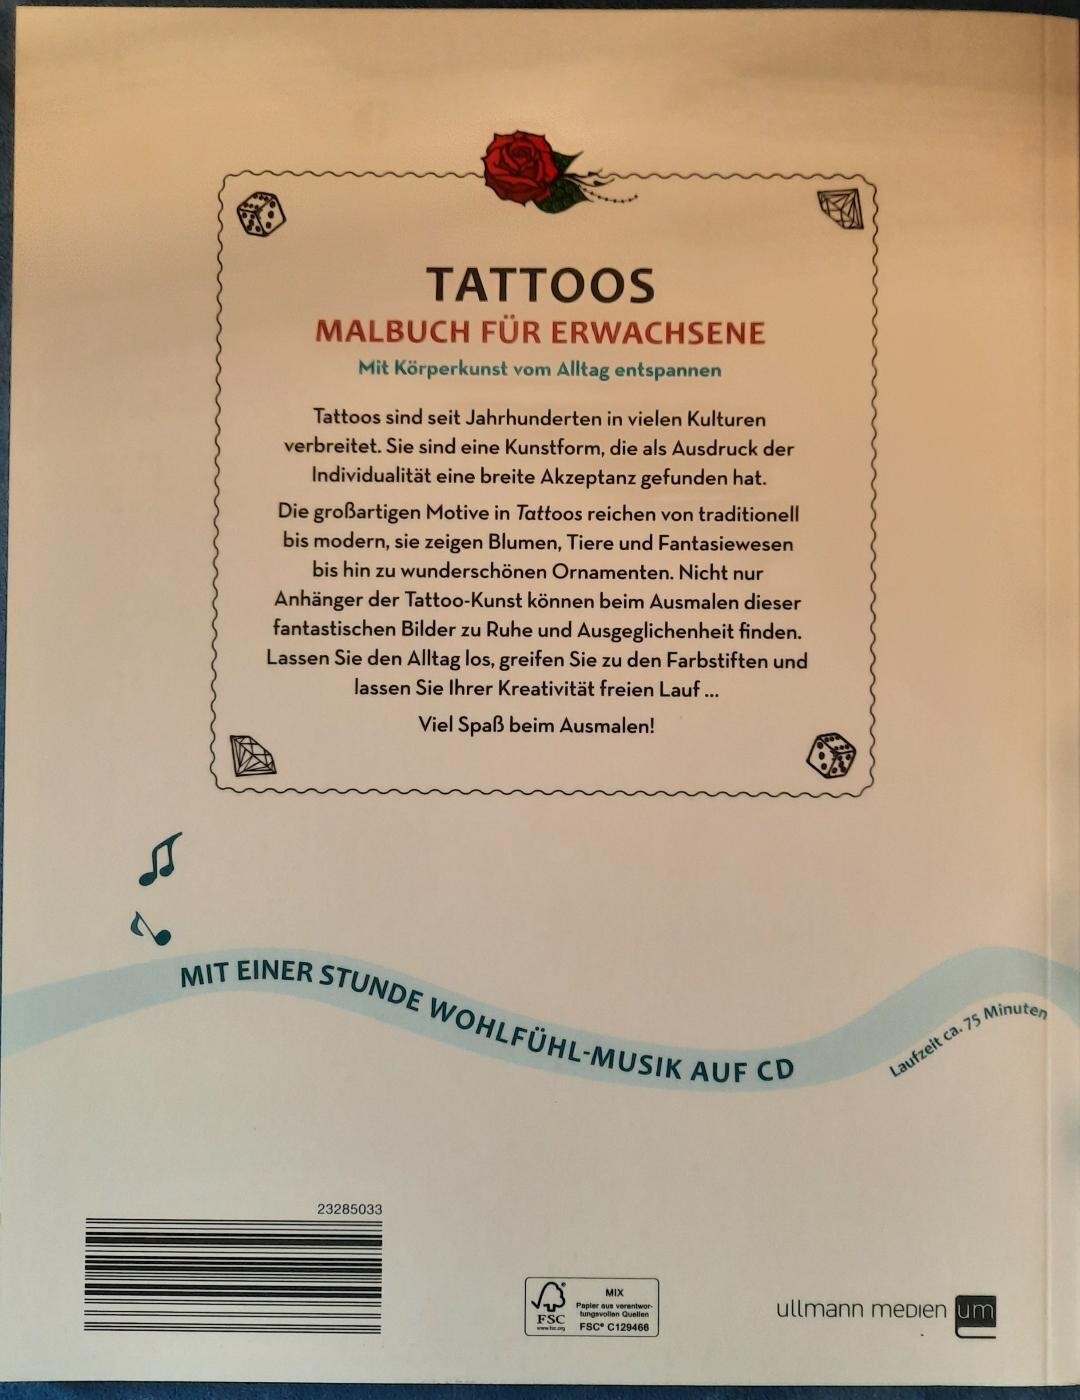 TATTOOS
MALBUCH FÜR ERWACHSENE
Mit Körperkunst vom Alltag entspannen
Tattoos sind seit Jahrhunderten in vielen Kulturen
verbreitet. Sie sind eine Kunstform, die als Ausdruck der
Individualität eine breite Akzeptanz gefunden hat.
Die großartigen Motive in Tattoos reichen von traditionell
bis modern, sie zeigen Blumen, Tiere und Fantasiewesen
bis hin zu wunderschönen Ornamenten. Nicht nur
Anhänger der Tattoo-Kunst können beim Ausmalen dieser
fantastischen Bilder zu Ruhe und Ausgeglichenheit finden.
Lassen Sie den Alltag los, greifen Sie zu den Farbstiften und
lassen Sie Ihrer Kreativität freien Lauf ...
Viel Spaß beim Ausmalen!
MIT EINER STUNDE WOHLFÜHL-MUSIK AUF CD
Laufzeit ca. 75 Minuten
23285033
FSC
www.fsc.org
MIX
Papier aus verantwor-
tungsvollen Quellen
FSC® C129466
ullmann medien um